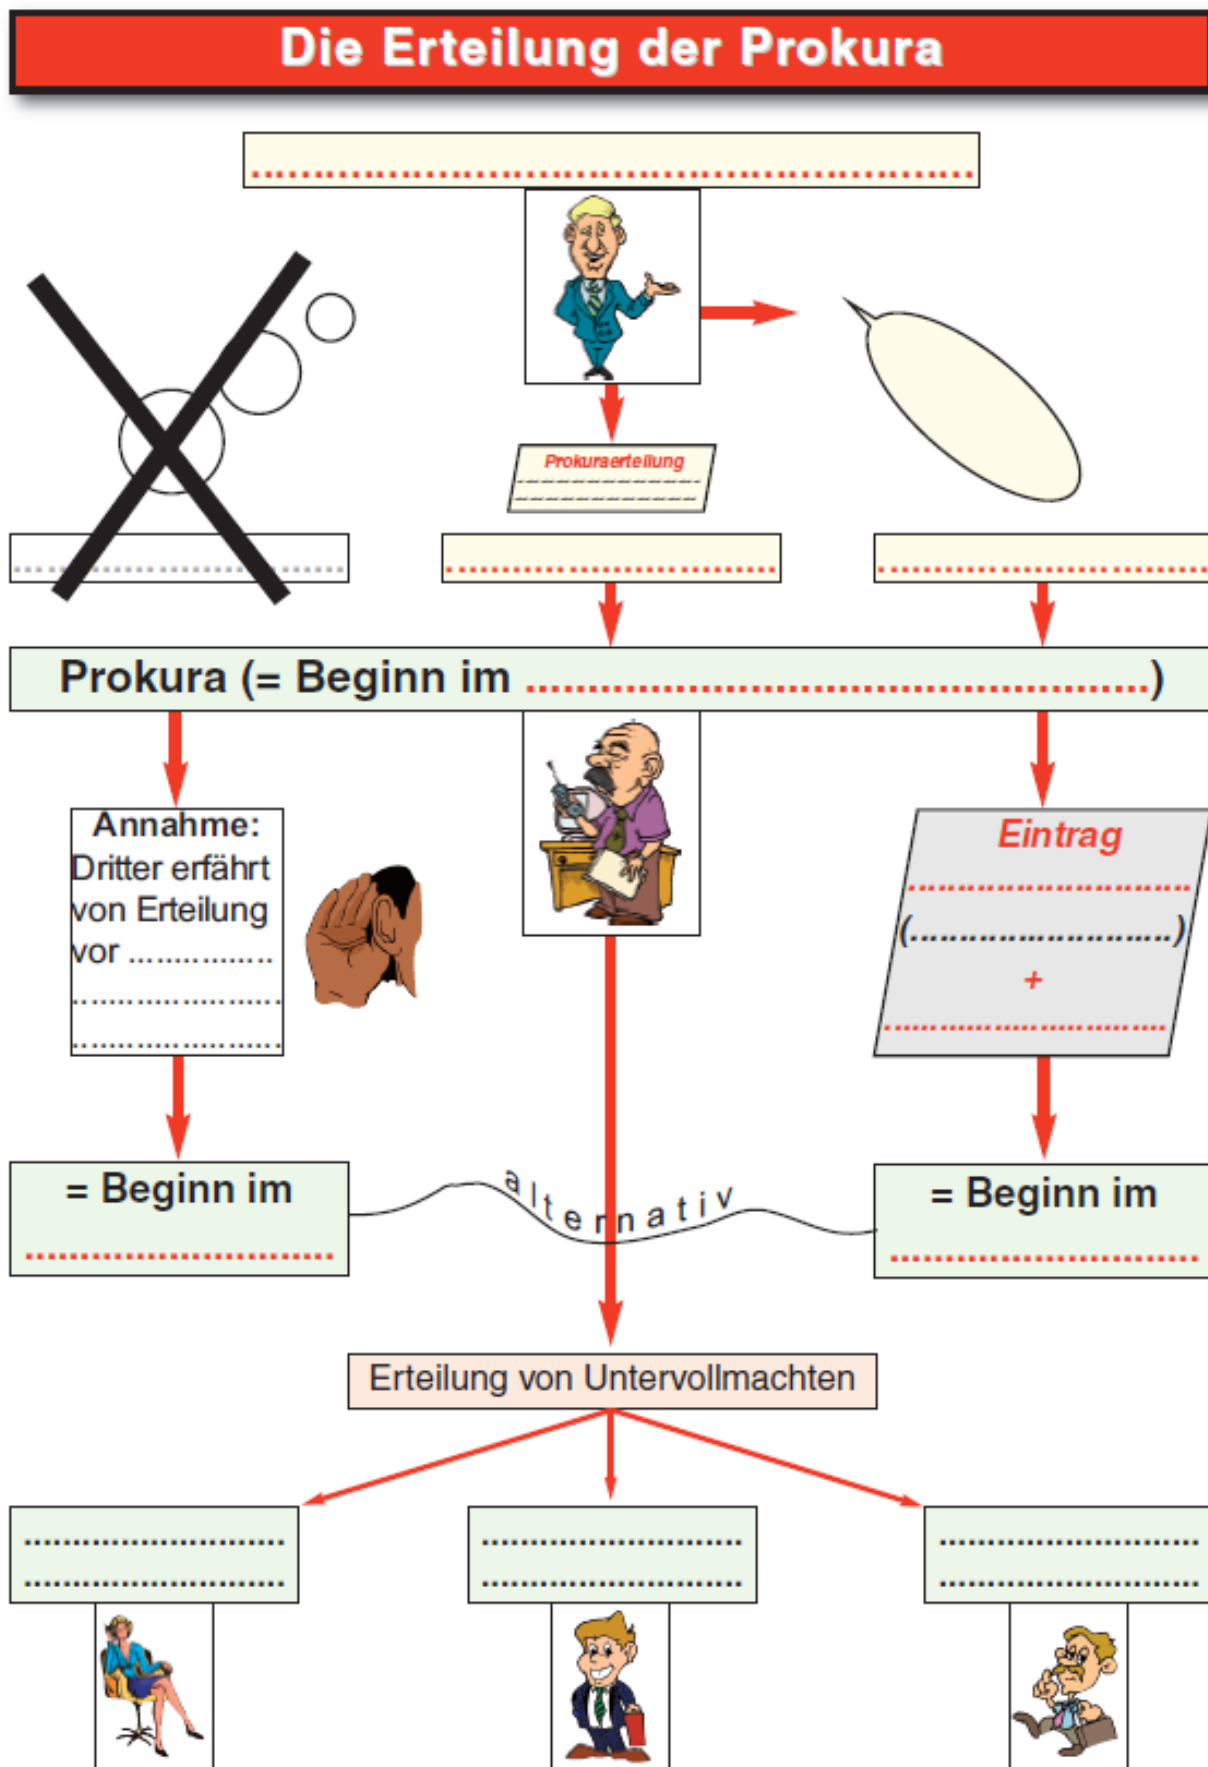 Die Erteilung der Prokura
Prokuraerteilung
Prokura (= Beginn im ..................................................)
Annahme:
Dritter erfährt
von Erteilung
vor ...............
.....................
.....................
Eintrag
.............................
(...........................)
+
.............................
= Beginn im
............................
alternativ
= Beginn im
............................
Erteilung von Untervollmachten